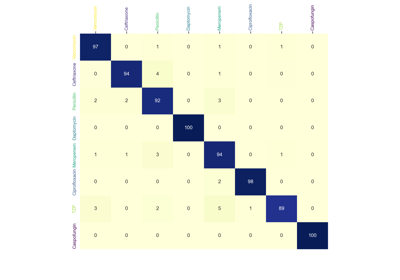 Ceftriaxone
Penicillin
Daptomycin
Meropenem
Ciprofloxacin
TZP
Caspofungin
97 0 1 0 1 0 1 0
Ceftriaxone 0 94 4 0 1 0 0 0
Penicillin 2 2 92 0 3 0 0 0
Daptomycin 0 0 0 100 0 0 0 0
Meropenem 1 1 3 0 94 0 1 0
Ciprofloxacin 0 0 0 0 2 98 0 0
TZP 3 0 2 0 5 1 89 0
Caspofungin 0 0 0 0 0 0 0 100